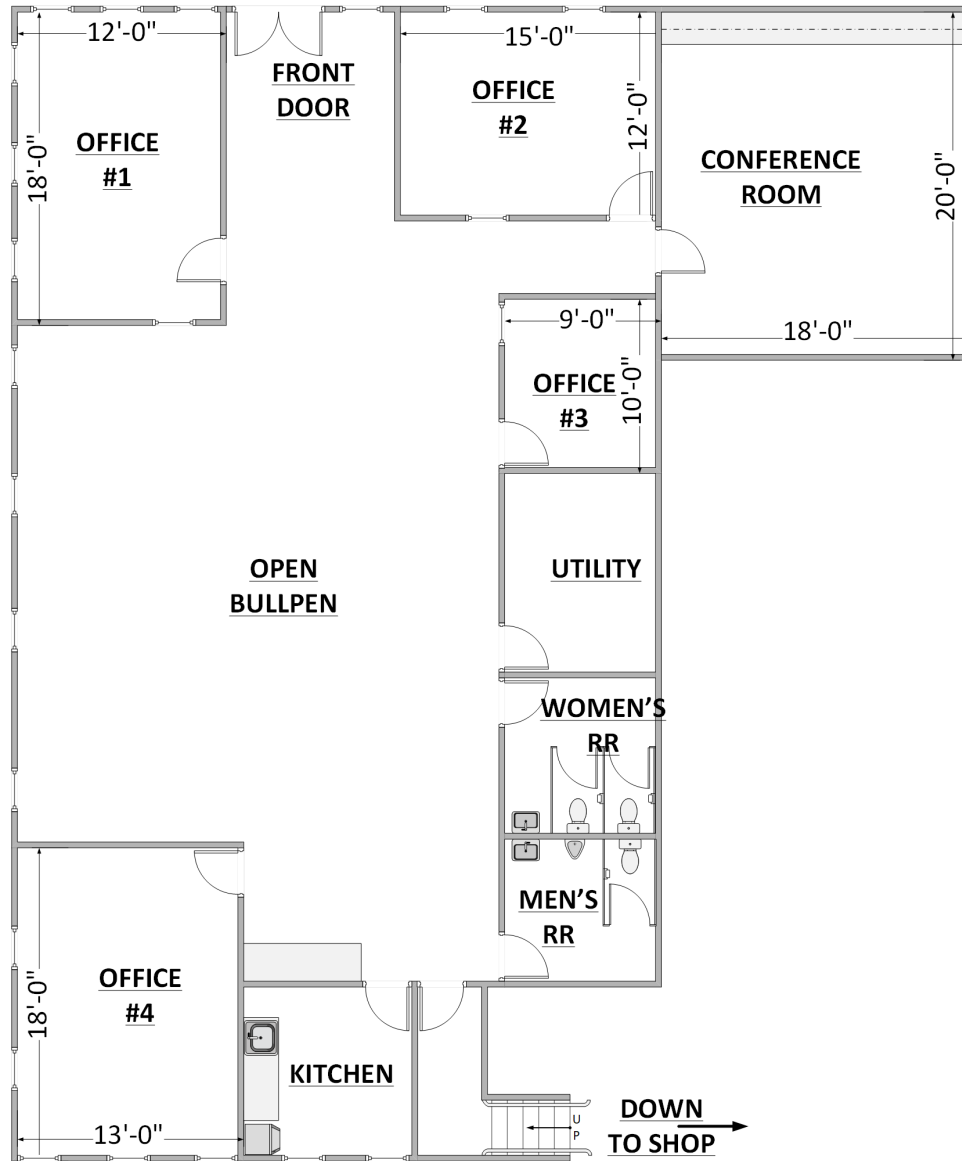 12'-0"
FRONT
DOOR
15'-0"
OFFICE
#2
12'-0"
OFFICE
#1
18'-0"
CONFERENCE
ROOM
20'-0"
9'-0"
18'-0"
OFFICE
#3
10'-0"
OPEN
BULLPEN
UTILITY
WOMEN’S
RR
MEN’S
RR
OFFICE
#4
18'-0"
KITCHEN
13'-0"
U
P
DOWN
TO SHOP